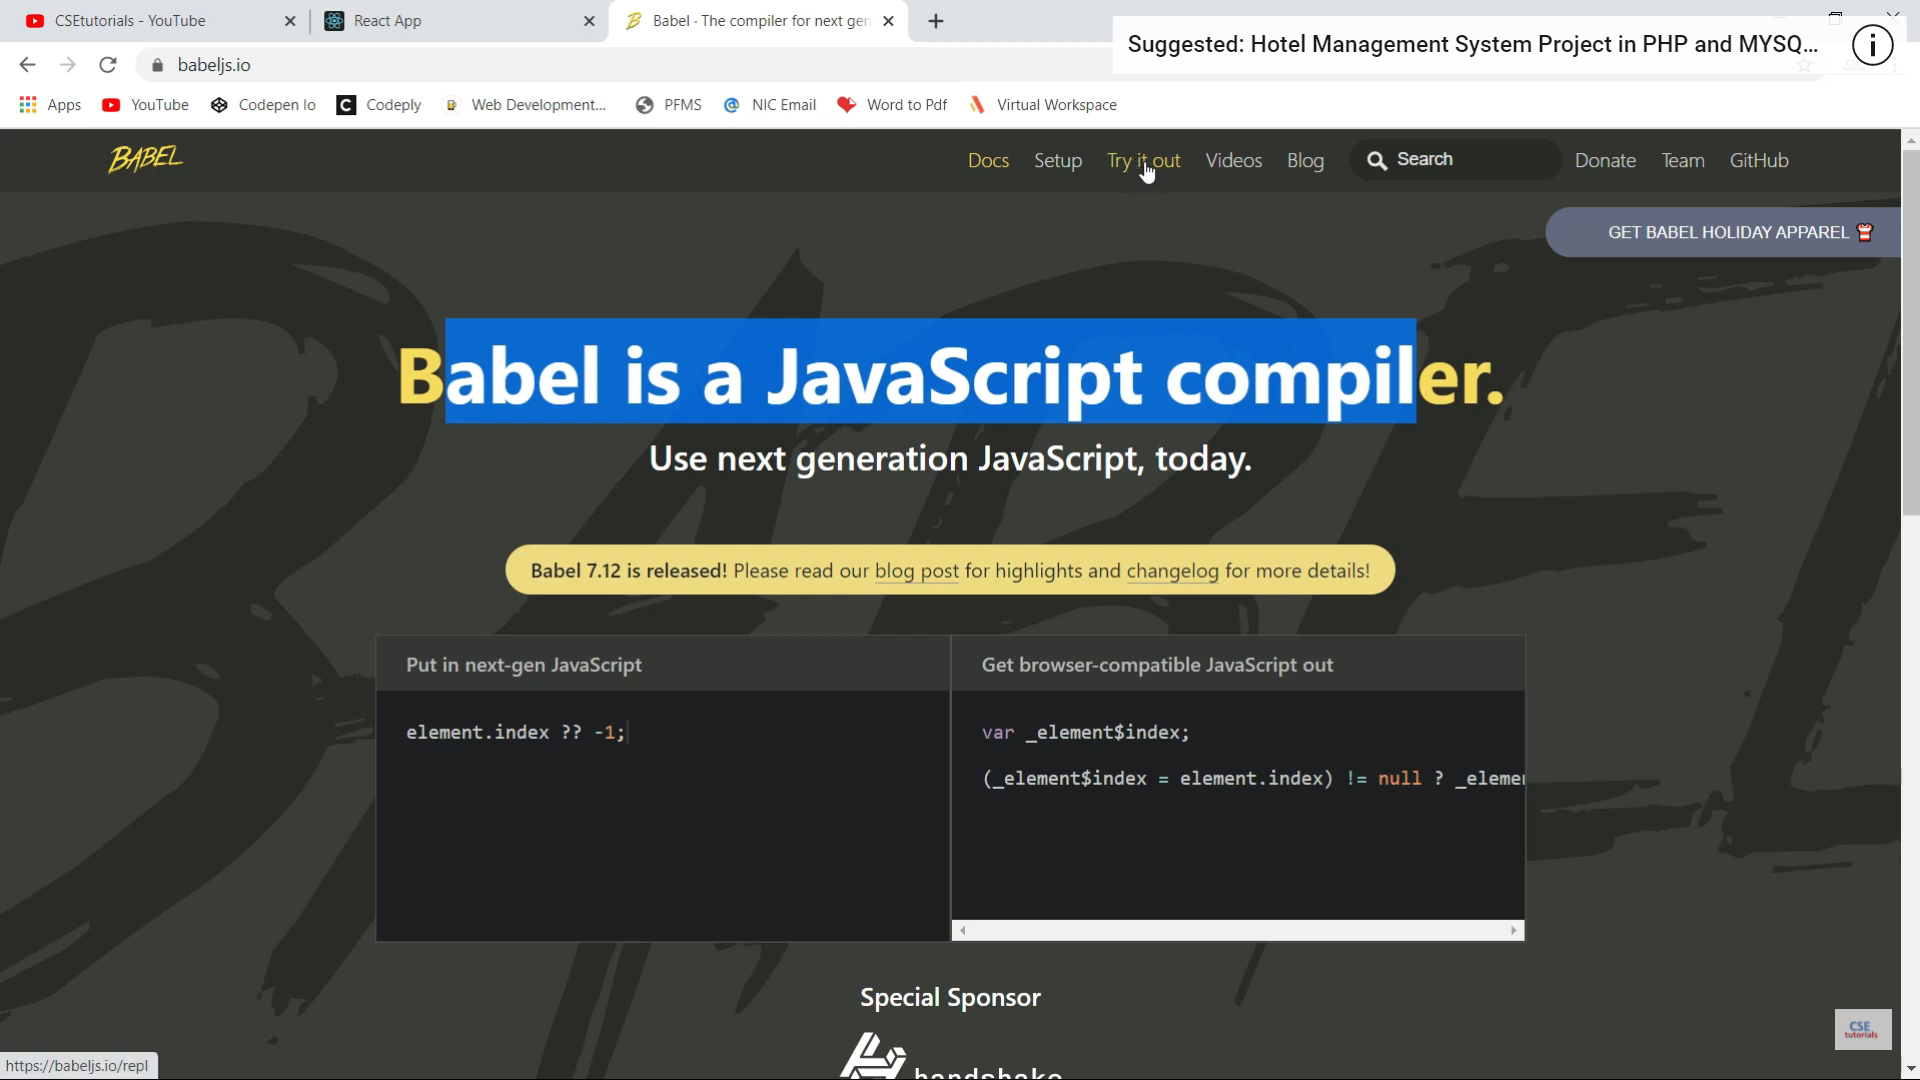 CSEtutorials - YouTube
React App
Babel · The compiler for next gen
Suggested: Hotel Management System Project in PHP and MYSQ...
babeljs.io
Apps
YouTube
Codepen Io
Codeply
Web Development...
PFMS
NIC Email
Word to Pdf
Virtual Workspace
BABEL
Docs
Setup
Try it out
Videos
Blog
Search
Donate
Team
GitHub
GET BABEL HOLIDAY APPAREL
Babel is a JavaScript compiler.
Use next generation JavaScript, today.
Babel 7.12 is released! Please read our blog post for highlights and changelog for more details!
Put in next-gen JavaScript
element.index ?? -1;
Get browser-compatible JavaScript out
var _element$index;
(_element$index = element.index) != null ? _elemen
Special Sponsor
handshake
CSE
tutorials
https://babeljs.io/repl